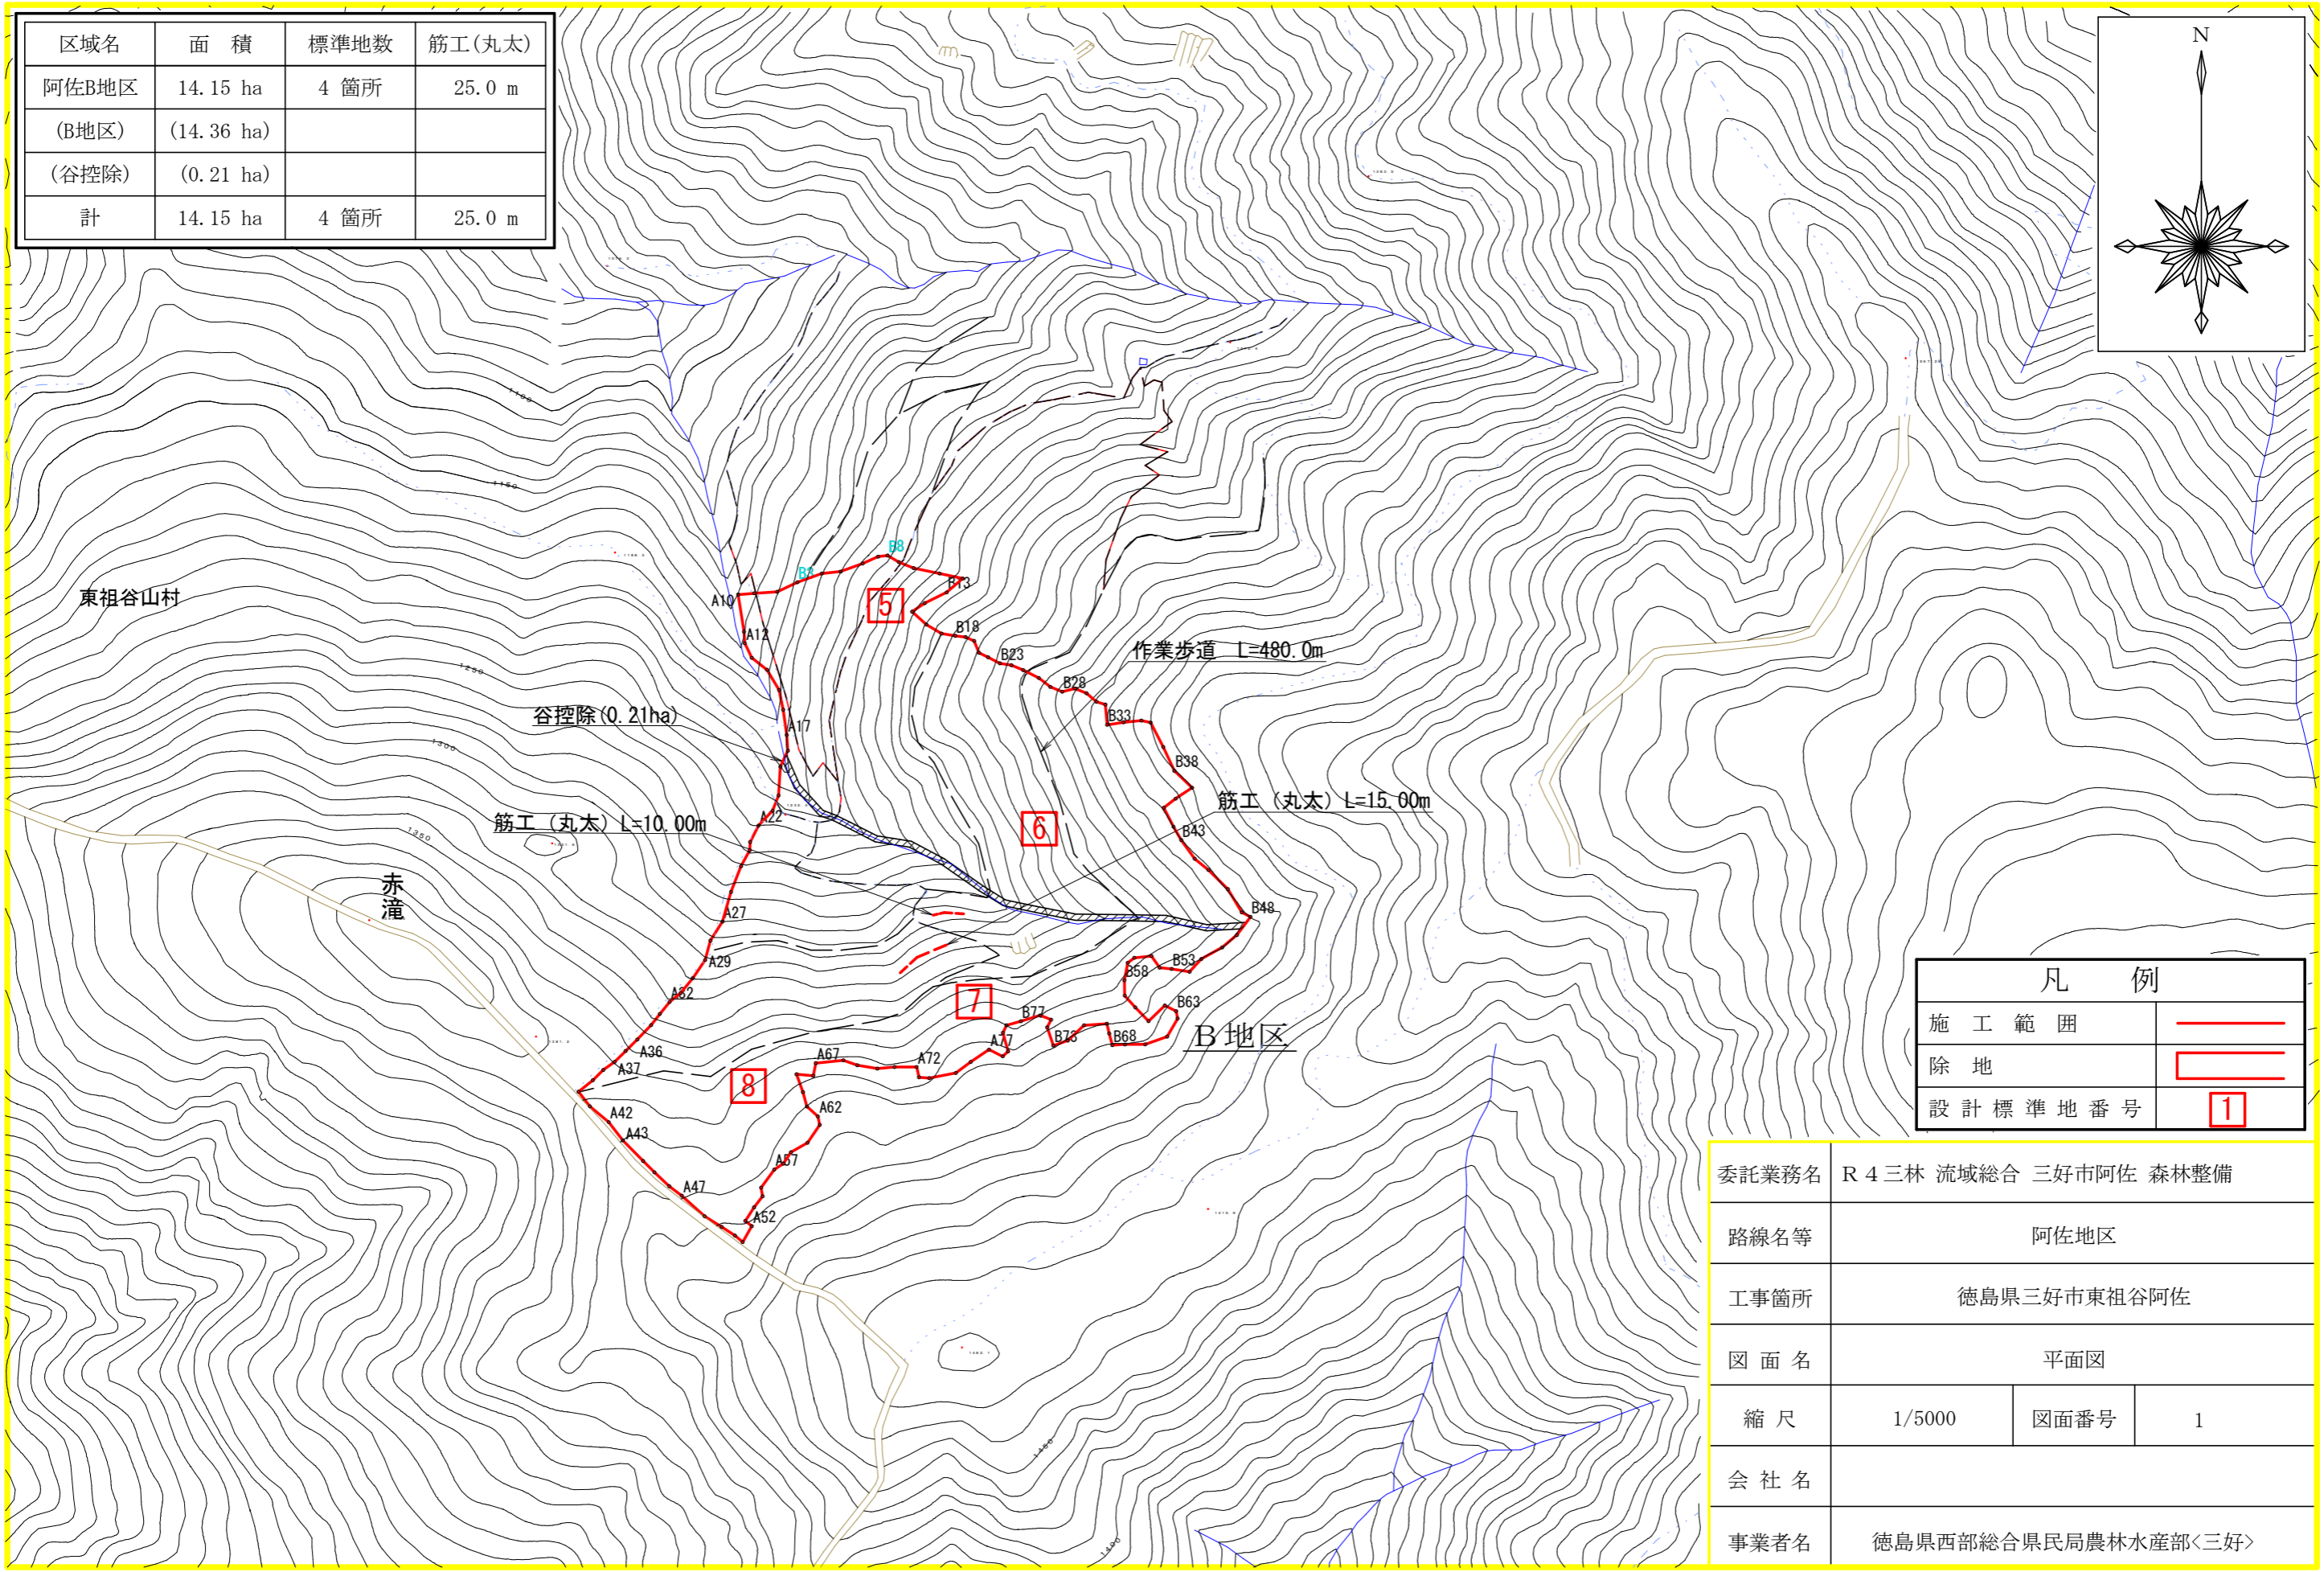 区域名 面　積 標準地数 筋工(丸太)
阿佐B地区 14.15 ha 4 箇所 25.0 m
(B地区) (14.36 ha)
(谷控除) (0.21 ha)
計 14.15 ha 4 箇所 25.0 m
N
1100
1150
東祖谷山村
B8
B3
B13
A10
5
A12
B18
B23
作業歩道　L=480.0m
1250
B28
谷控除(0.21ha)
B33
A17
1300
B38
筋工（丸太）L=15.00m
A22
筋工（丸太）L=10.00m
6
1350
B43
赤滝
A27
B48
A29
B53
B58
A32
7
B63
B77
B地区
A36
B73
B68
A77
A67
A72
A37
8
A42
A62
A43
A57
A47
A52
1450
1400
凡　例
施工範囲
除地
設計標準地番号 1
委託業務名 R４三林 流域総合 三好市阿佐 森林整備
路線名等 阿佐地区
工事箇所 徳島県三好市東祖谷阿佐
図面名 平面図
縮尺 1/5000 図面番号 1
会社名
事業者名 徳島県西部総合県民局農林水産部<三好>